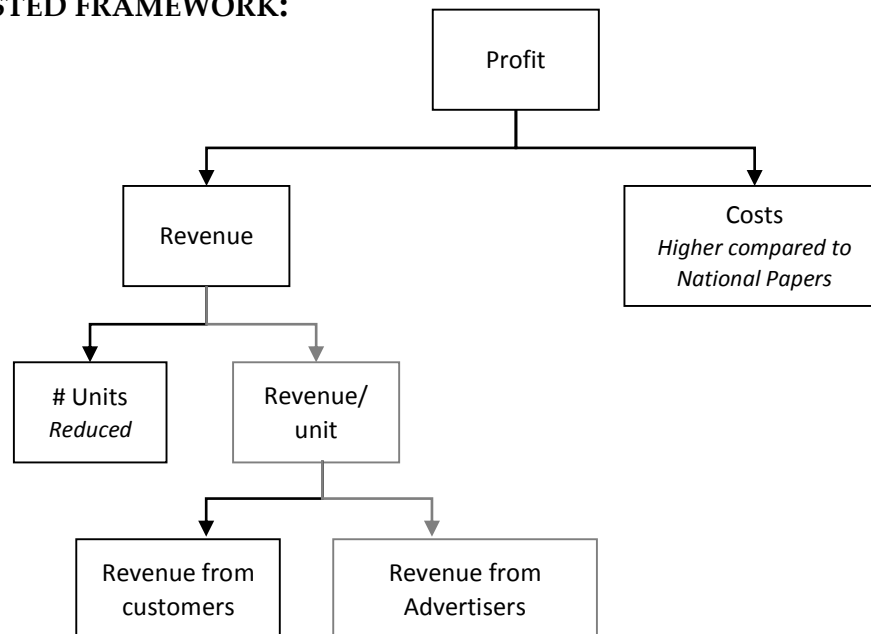 STED FRAMEWORK:
Profit
Revenue
Costs
Higher compared to
National Papers
# Units
Reduced
Revenue/
unit
Revenue from
customers
Revenue from
Advertisers